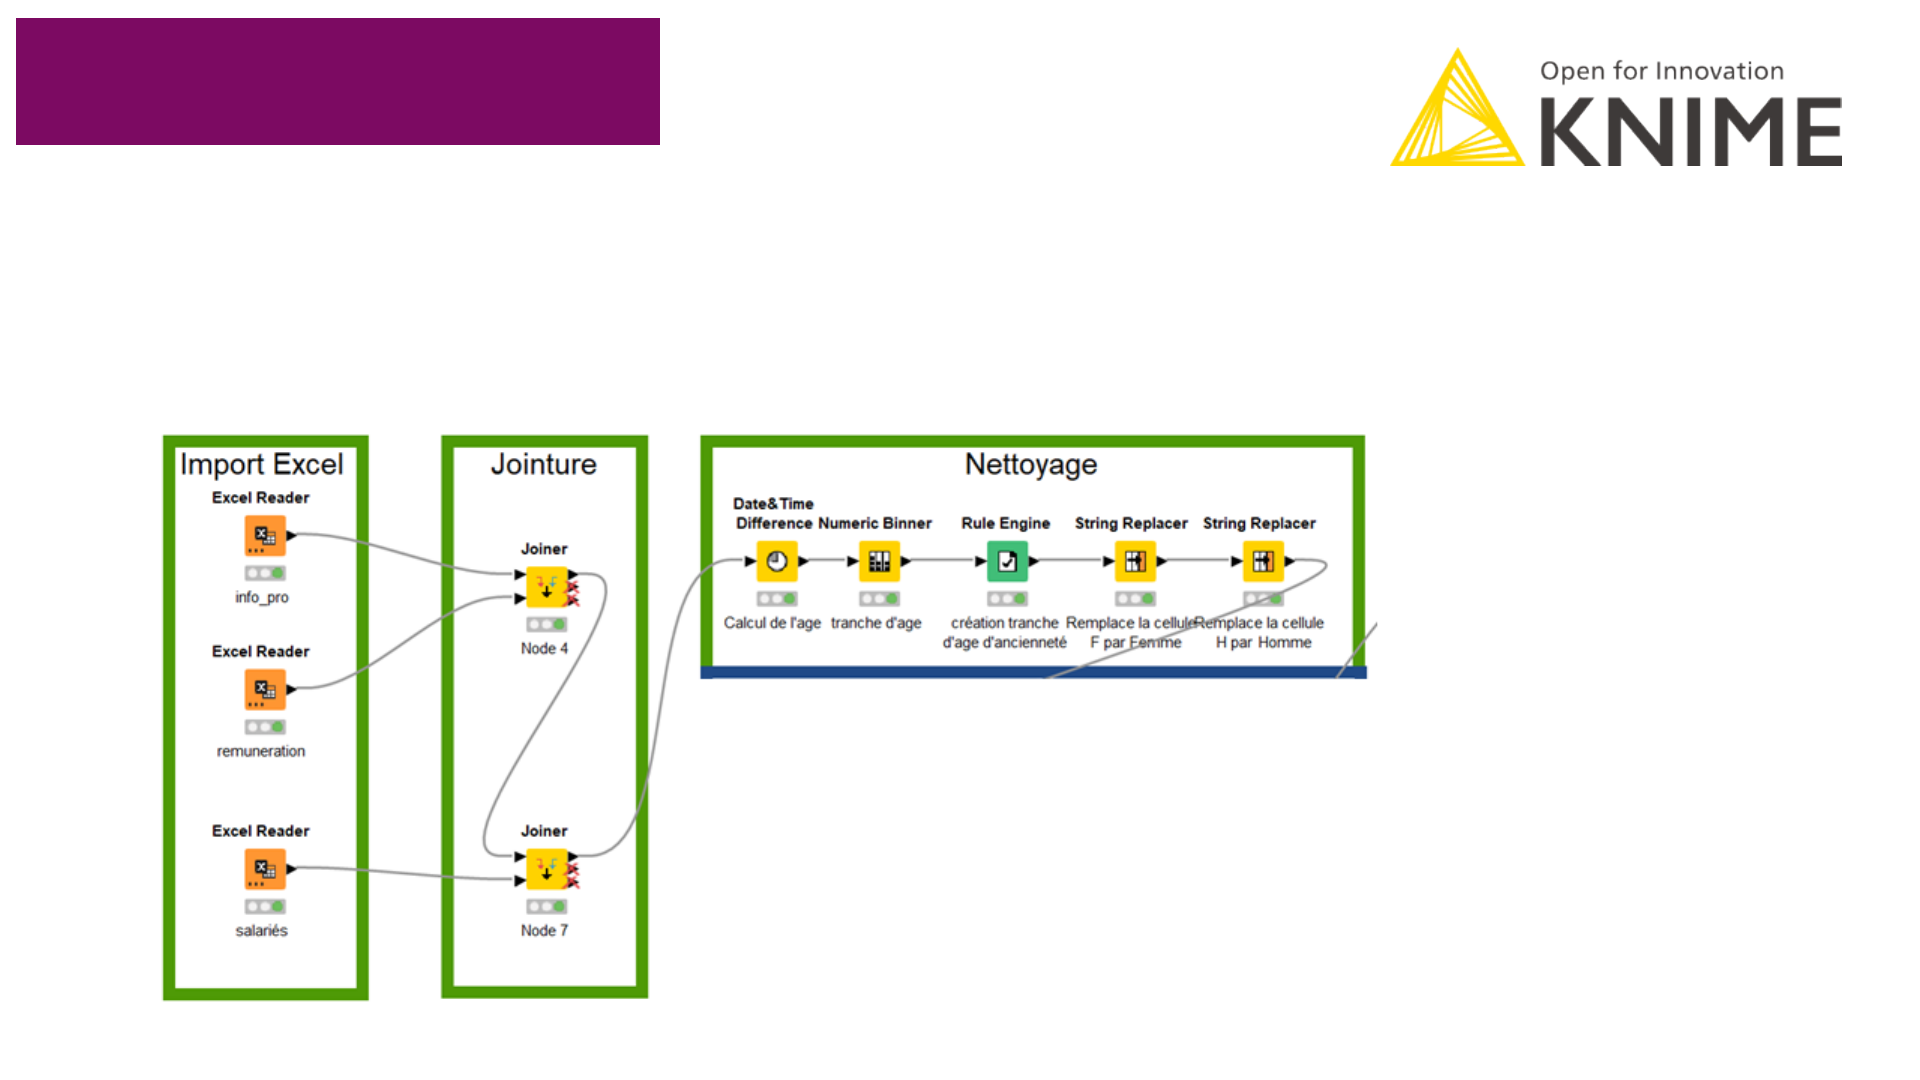 Open for Innovation
KNIME
Import Excel
Excel Reader
info_pro
Excel Reader
remuneration
Excel Reader
salariés
Jointure
Joiner
Node 4
Joiner
Node 7
Nettoyage
Date&Time
Difference
Calcul de l'age
Numeric Binner
tranche d'age
Rule Engine
création tranche
d'age d'ancienneté
String Replacer
Remplace la cellule
F par Femme
String Replacer
Remplace la cellule
H par Homme